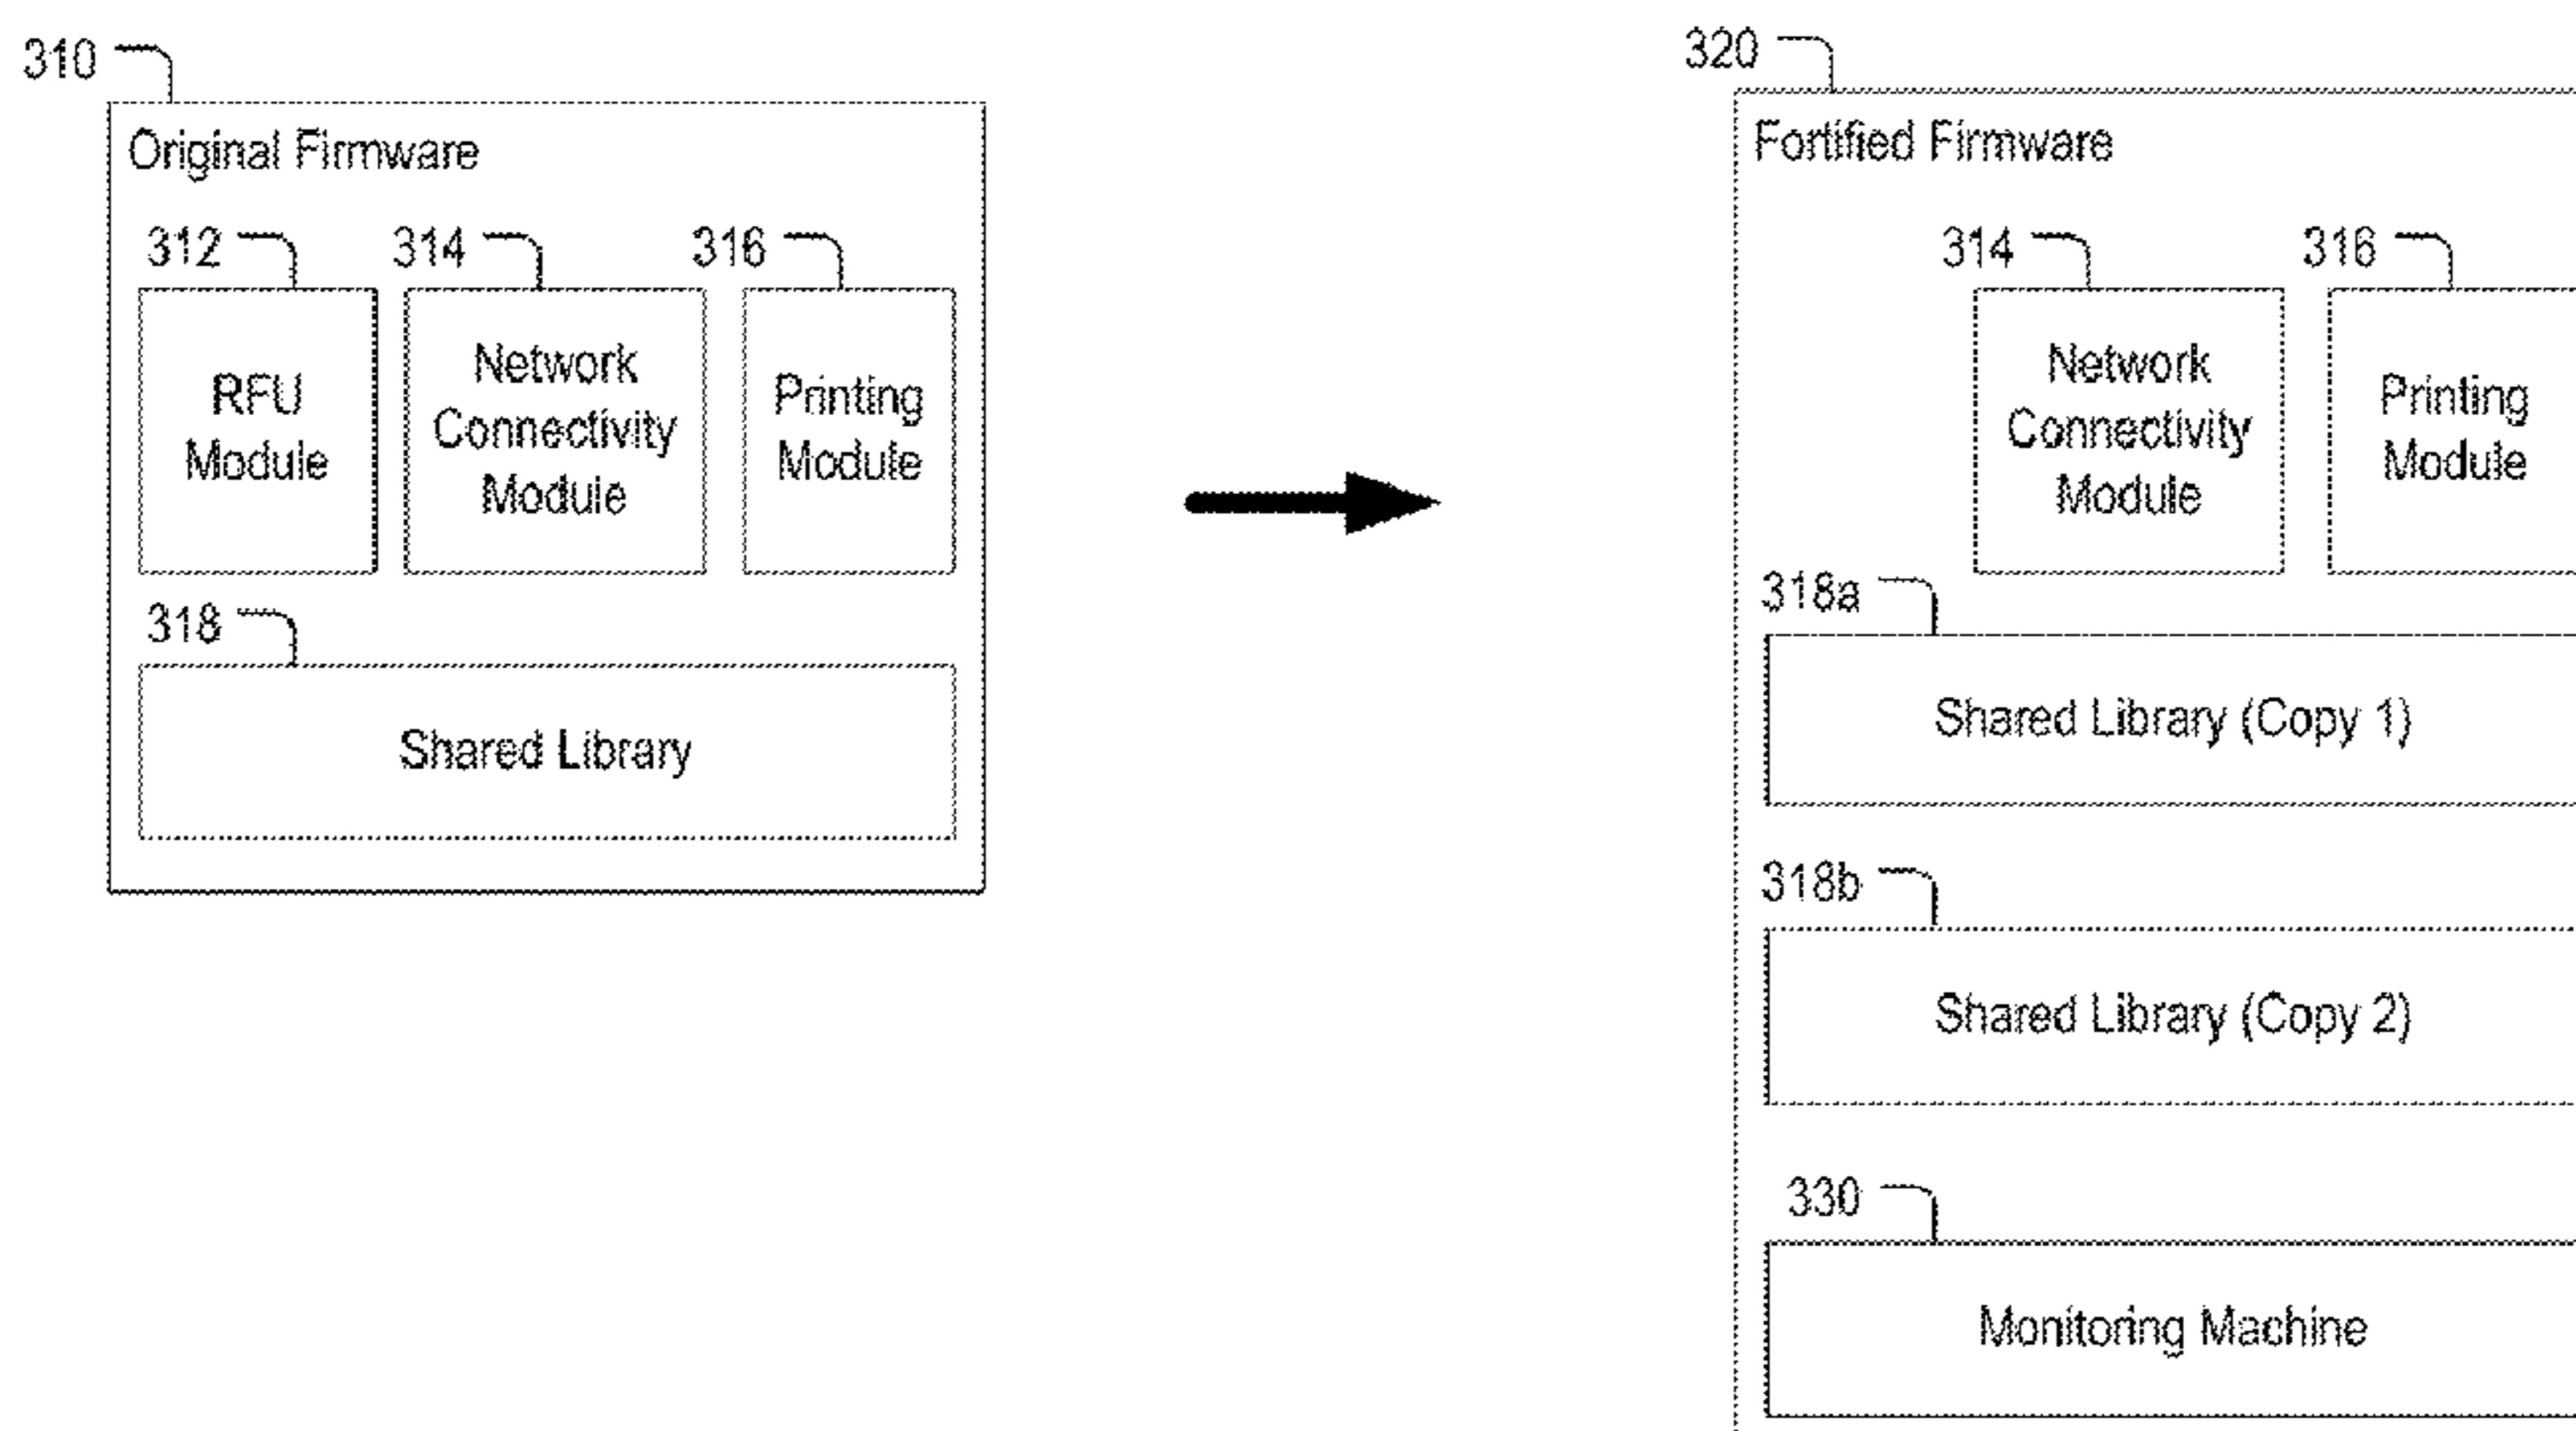 310
Original Firmware
312
314
316
RFU
Module
Network
Connectivity
Module
Printing
Module
318
Shared Library
320
Fortified Firmware
314
316
Network
Connectivity
Module
Printing
Module
318a
Shared Library (Copy 1)
318b
Shared Library (Copy 2)
330
Monitoring Machine